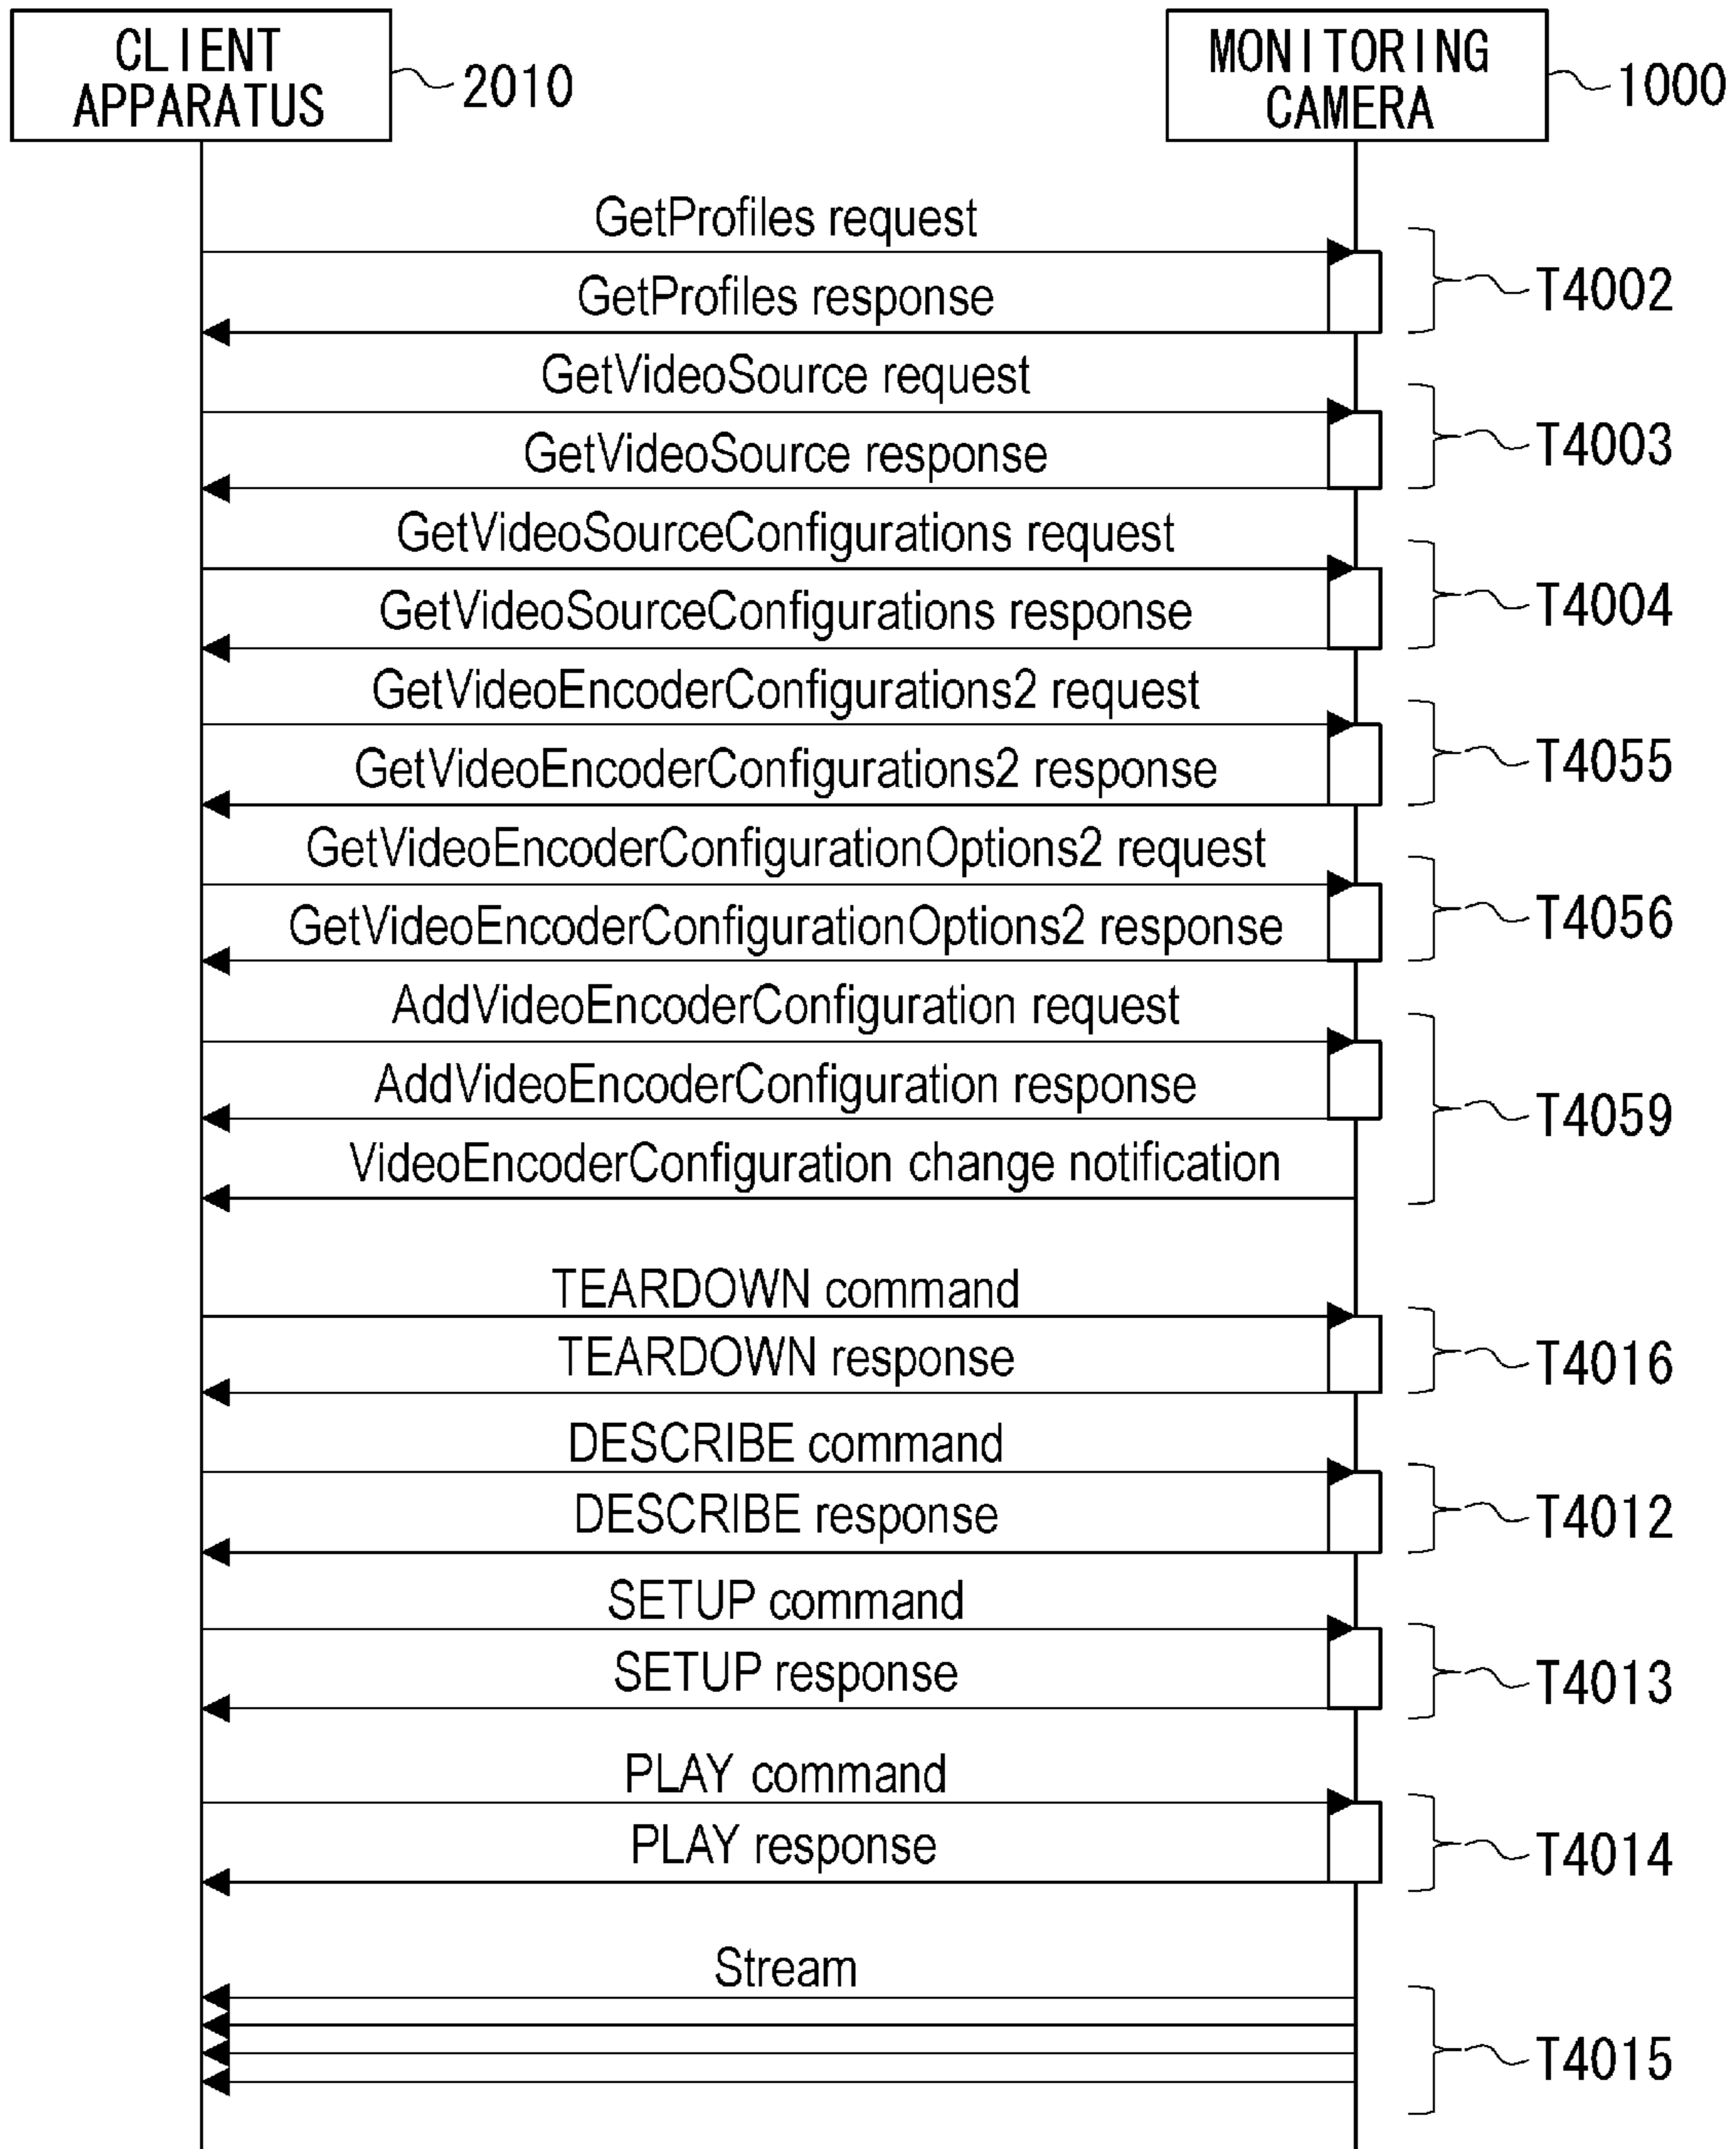 CLIENT
APPARATUS
2010
MONITORING
CAMERA
1000
GetProfiles request
GetProfiles response
T4002
GetVideoSource request
GetVideoSource response
T4003
GetVideoSourceConfigurations request
GetVideoSourceConfigurations response
T4004
GetVideoEncoderConfigurations2 request
GetVideoEncoderConfigurations2 response
T4055
GetVideoEncoderConfigurationOptions2 request
GetVideoEncoderConfigurationOptions2 response
T4056
AddVideoEncoderConfiguration request
AddVideoEncoderConfiguration response
VideoEncoderConfiguration change notification
T4059
TEARDOWN command
TEARDOWN response
T4016
DESCRIBE command
DESCRIBE response
T4012
SETUP command
SETUP response
T4013
PLAY command
PLAY response
T4014
Stream
T4015